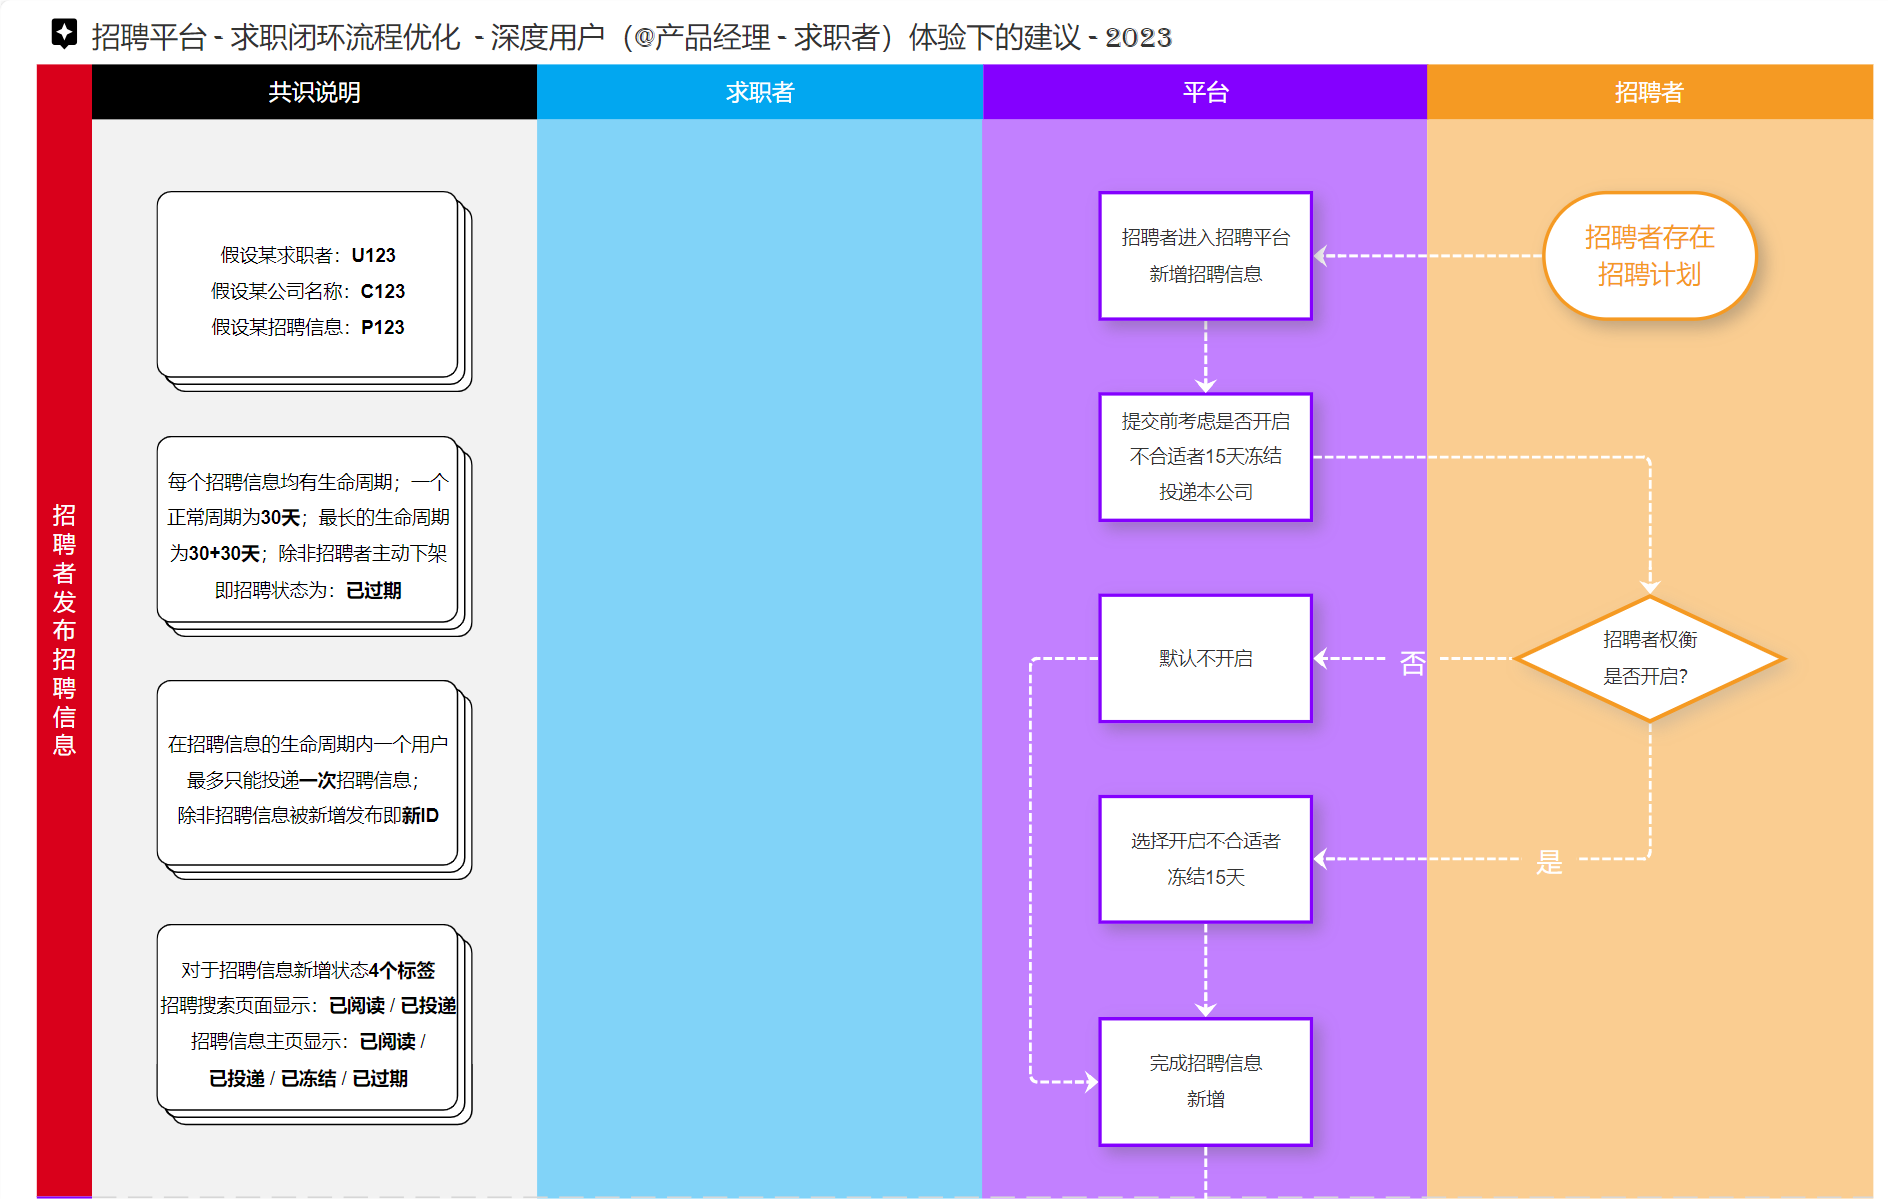 招聘平台 - 求职闭环流程优化 - 深度用户（@产品经理 - 求职者）体验下的建议 - 2023
共识说明
求职者
平台
招聘者
招聘者发布招聘信息
假设某求职者：U123
假设某公司名称：C123
假设某招聘信息：P123
每个招聘信息均有生命周期；一个
正常周期为30天；最长的生命周期
为30+30天；除非招聘者主动下架
即招聘状态为：已过期
在招聘信息的生命周期内一个用户
最多只能投递一次招聘信息；
除非招聘信息被新增发布即新ID
对于招聘信息新增状态4个标签
招聘搜索页面显示：已阅读 / 已投递
招聘信息主页显示：已阅读 /
已投递 / 已冻结 / 已过期
招聘者进入招聘平台
新增招聘信息
招聘者存在
招聘计划
提交前考虑是否开启
不合适者15天冻结
投递本公司
招聘者权衡
是否开启?
否
默认不开启
是
选择开启不合适者
冻结15天
完成招聘信息
新增